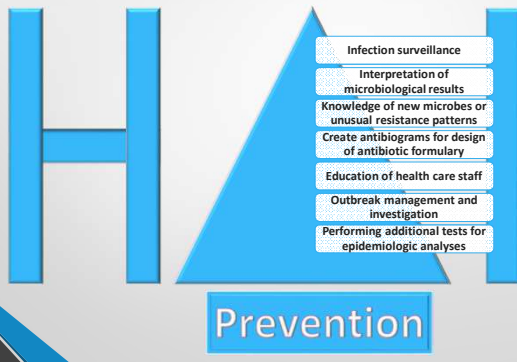 HAI
Infection surveillance
Interpretation of
microbiological results
Knowledge of new microbes or
unusual resistance patterns
Create antibiograms for design
of antibiotic formulary
Education of health care staff
Outbreak management and
investigation
Performing additional tests for
epidemiologic analyses
Prevention